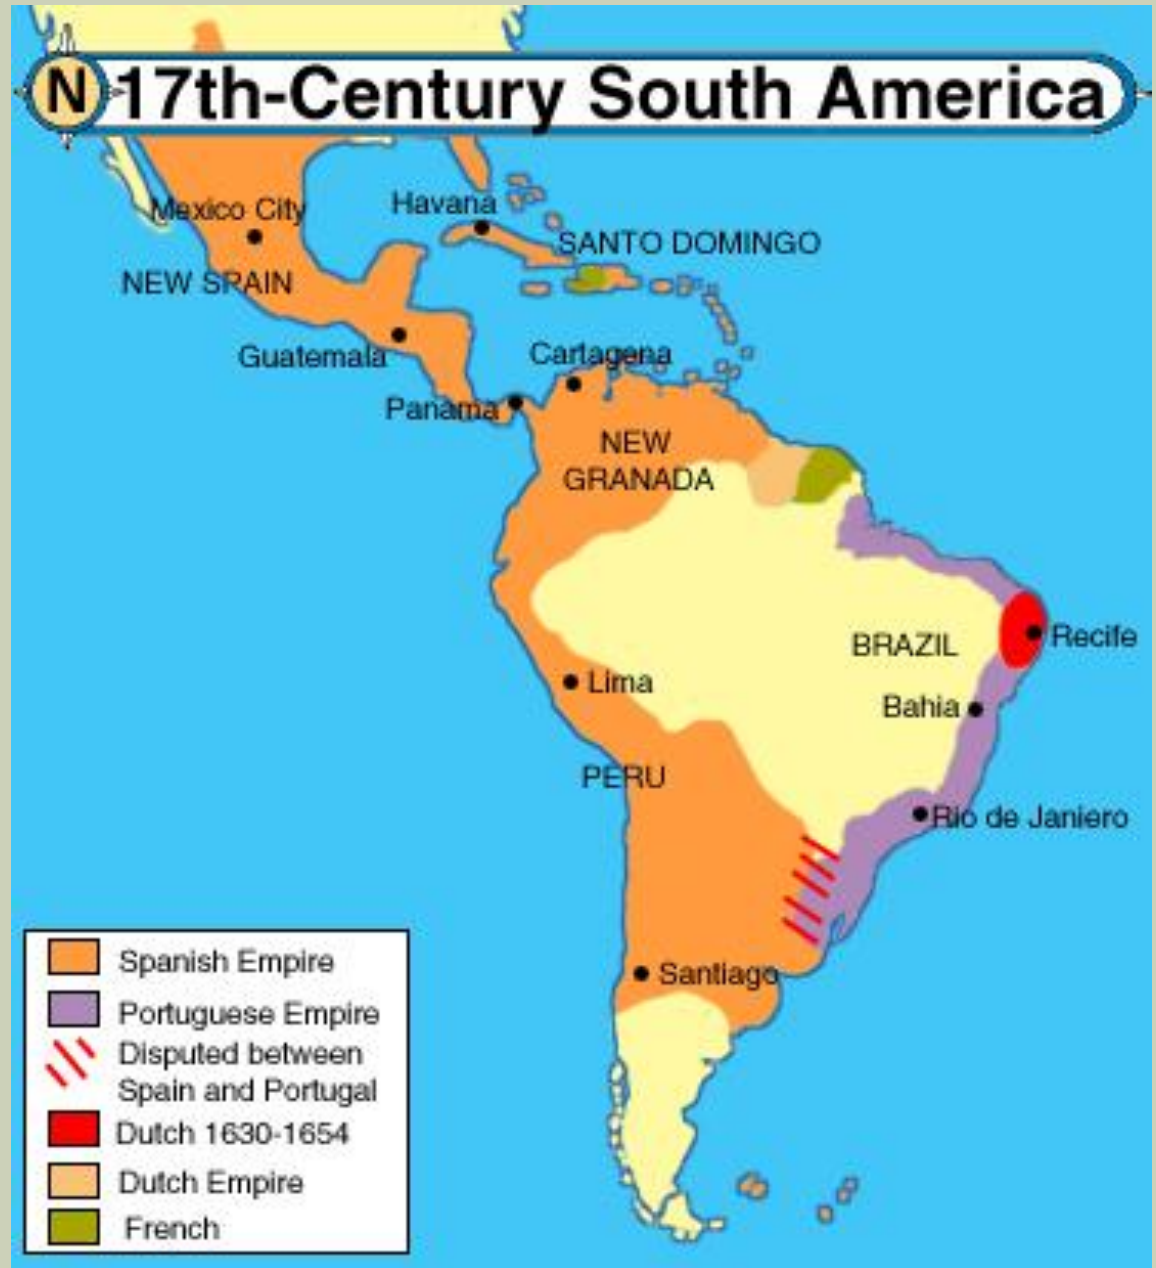 N 17th-Century South America
Mexico City
Havana
SANTO DOMINGO
NEW SPAIN
Guatemala
Cartagena
Panama
NEW
GRANADA
BRAZIL
Recife
Lima
Bahia
PERU
Rio de Janiero
Santiago
Spanish Empire
Portuguese Empire
Disputed between
Spain and Portugal
Dutch 1630-1654
Dutch Empire
French